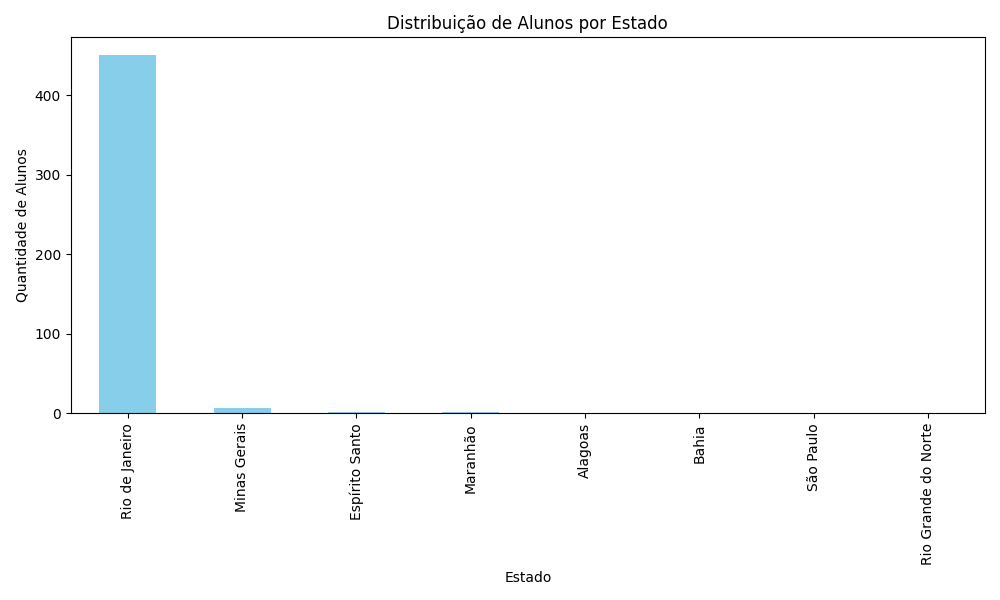 Distribuição de Alunos por Estado
Quantidade de Alunos
400
300
200
100
0
Rio de Janeiro
Minas Gerais
Espírito Santo
Maranhão
Alagoas
Bahia
São Paulo
Rio Grande do Norte
Estado